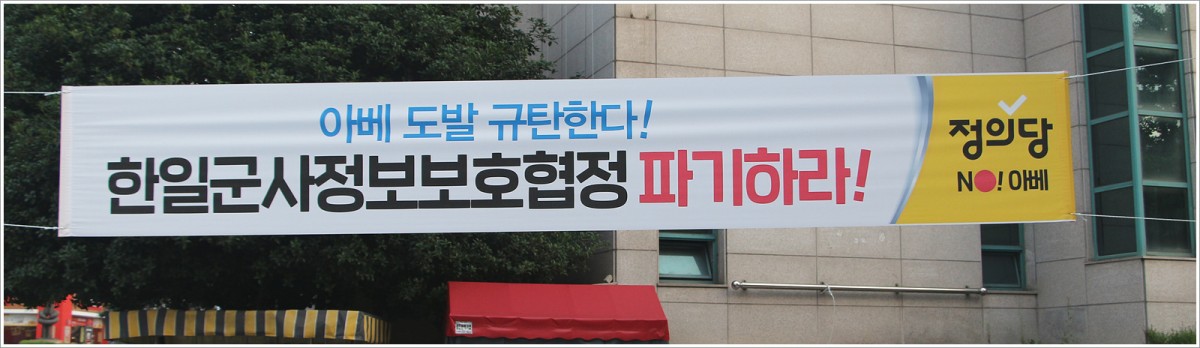 아베 도발 규탄한다!
한일군사정보보호협정 파기하라!
정의당
NO! 아베